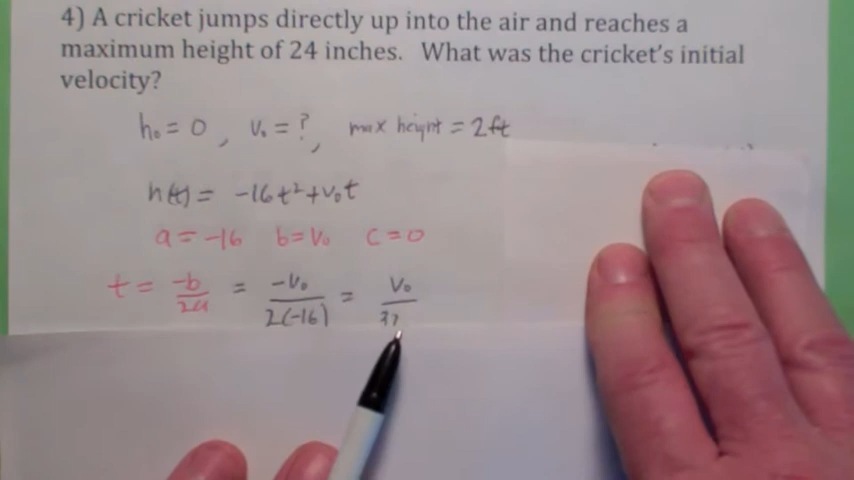 4) A cricket jumps directly up into the air and reaches a
maximum height of 24 inches. What was the cricket's initial
velocity?
h₀ = 0 , v₀ = ? , max height = 2ft
h(t) = -16t² + v₀t
a = -16 b = v₀ c = 0
t = -b/2a = -v₀/2(-16) = v₀/32